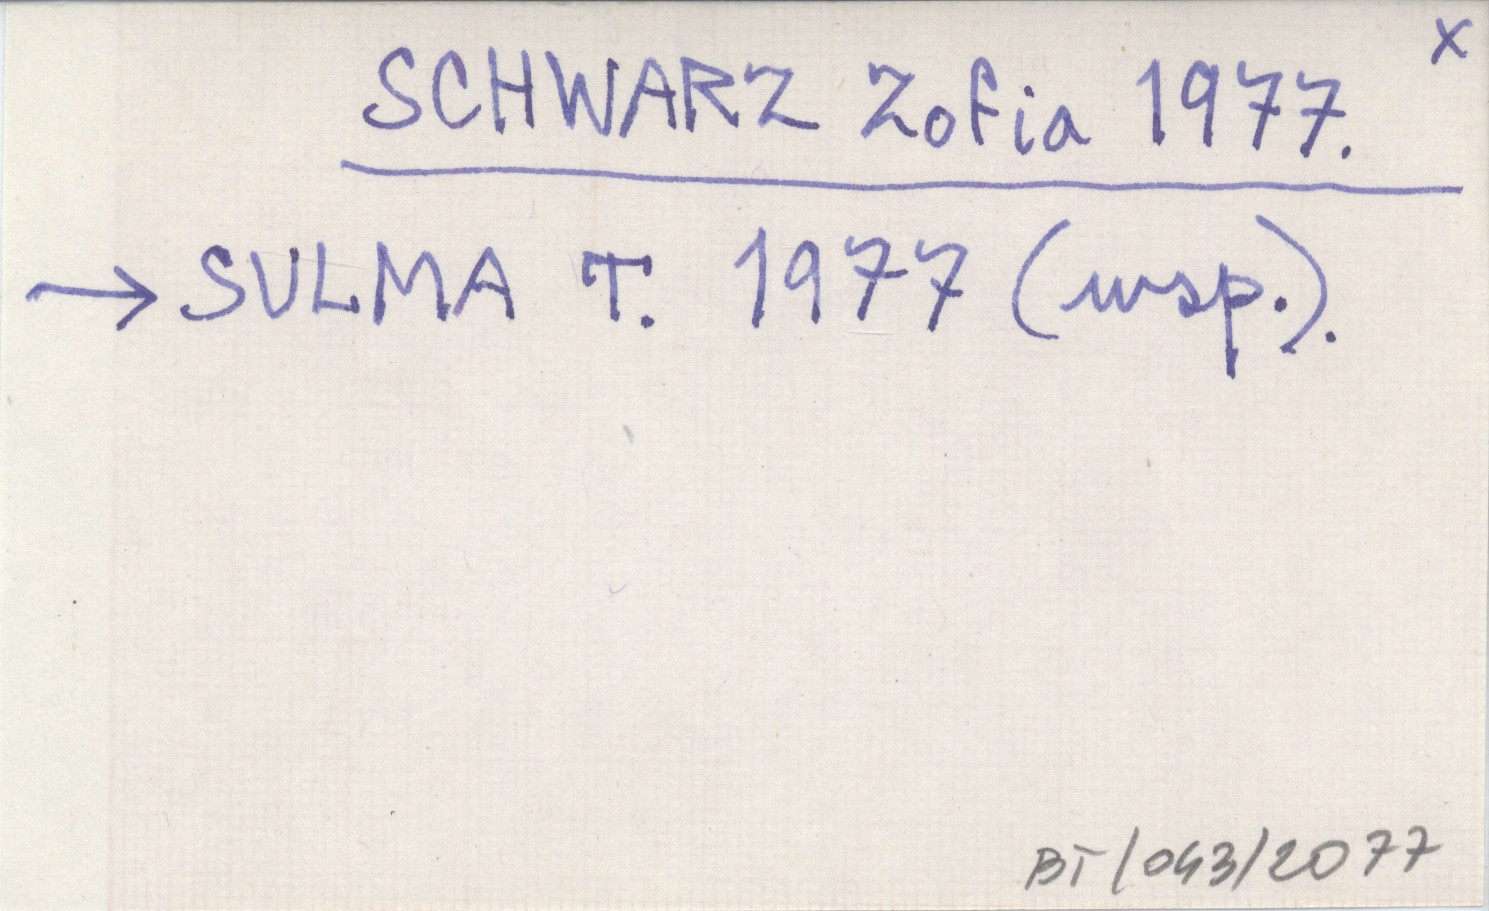 x
SCHWARZ Zofia 1977.
→ SULMA T. 1977 (wsp.).
BT/043/2077